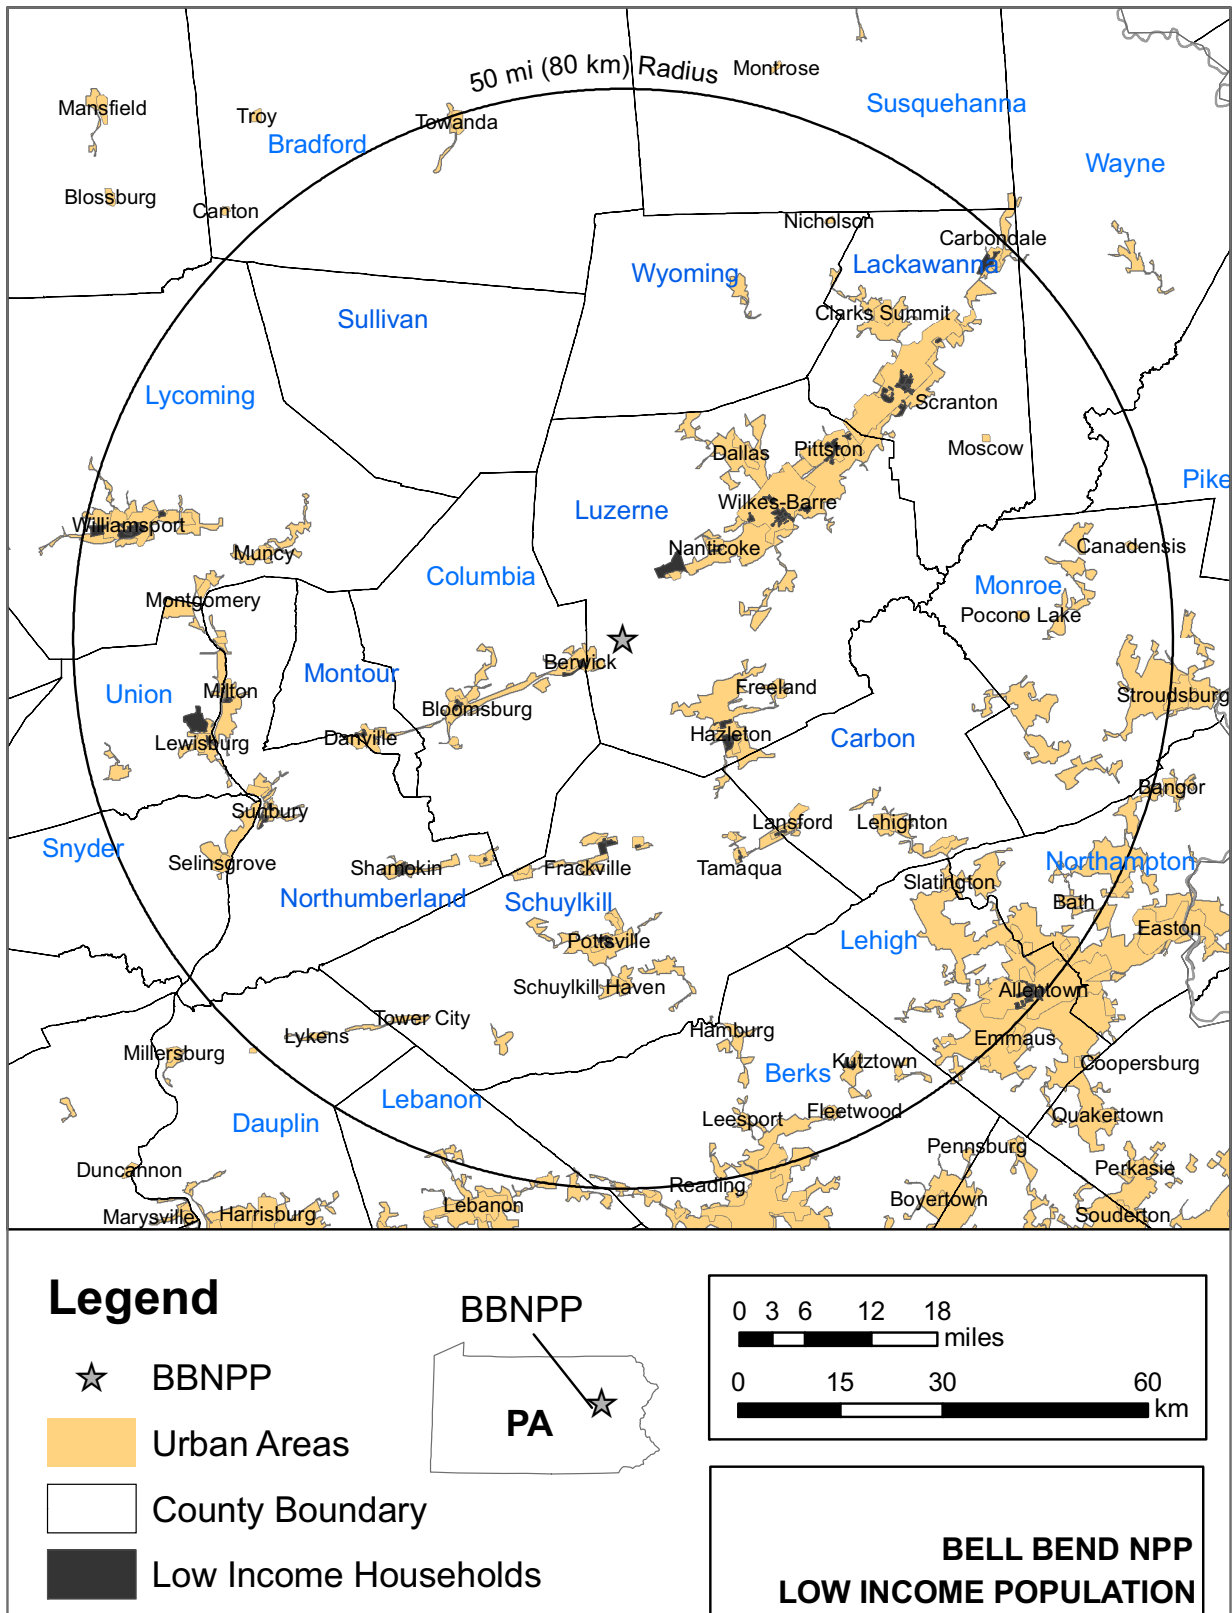 50 mi (80 km) Radius
Montrose
Mansfield
Troy
Towanda
Susquehanna
Bradford
Wayne
Blossburg
Canton
Nicholson
Carbondale
Wyoming
Lackawanna
Sullivan
Clarks Summit
Lycoming
Scranton
Dallas
Pittston
Moscow
Pike
Wilkes-Barre
Luzerne
Williamsport
Muncy
Nanticoke
Canadensis
Columbia
Monroe
Montgomery
Pocono Lake
Berwick
Montour
Union
Milton
Freeland
Stroudsburg
Bloomsburg
Lewisburg
Danville
Hazleton
Carbon
Bangor
Sunbury
Lansford
Lehighton
Snyder
Selinsgrove
Shamokin
Frackville
Tamaqua
Northampton
Slatington
Northumberland
Schuylkill
Bath
Easton
Pottsville
Lehigh
Schuylkill Haven
Allentown
Tower City
Lykens
Hamburg
Emmaus
Millersburg
Kutztown
Coopersburg
Berks
Lebanon
Fleetwood
Dauplin
Leesport
Quakertown
Pennsburg
Duncannon
Perkasie
Reading
Boyertown
Marysville
Harrisburg
Lebanon
Souderton
Legend
BBNPP
Urban Areas
County Boundary
Low Income Households
BBNPP
PA
0 3 6 12 18
miles
0 15 30 60
km
BELL BEND NPP
LOW INCOME POPULATION